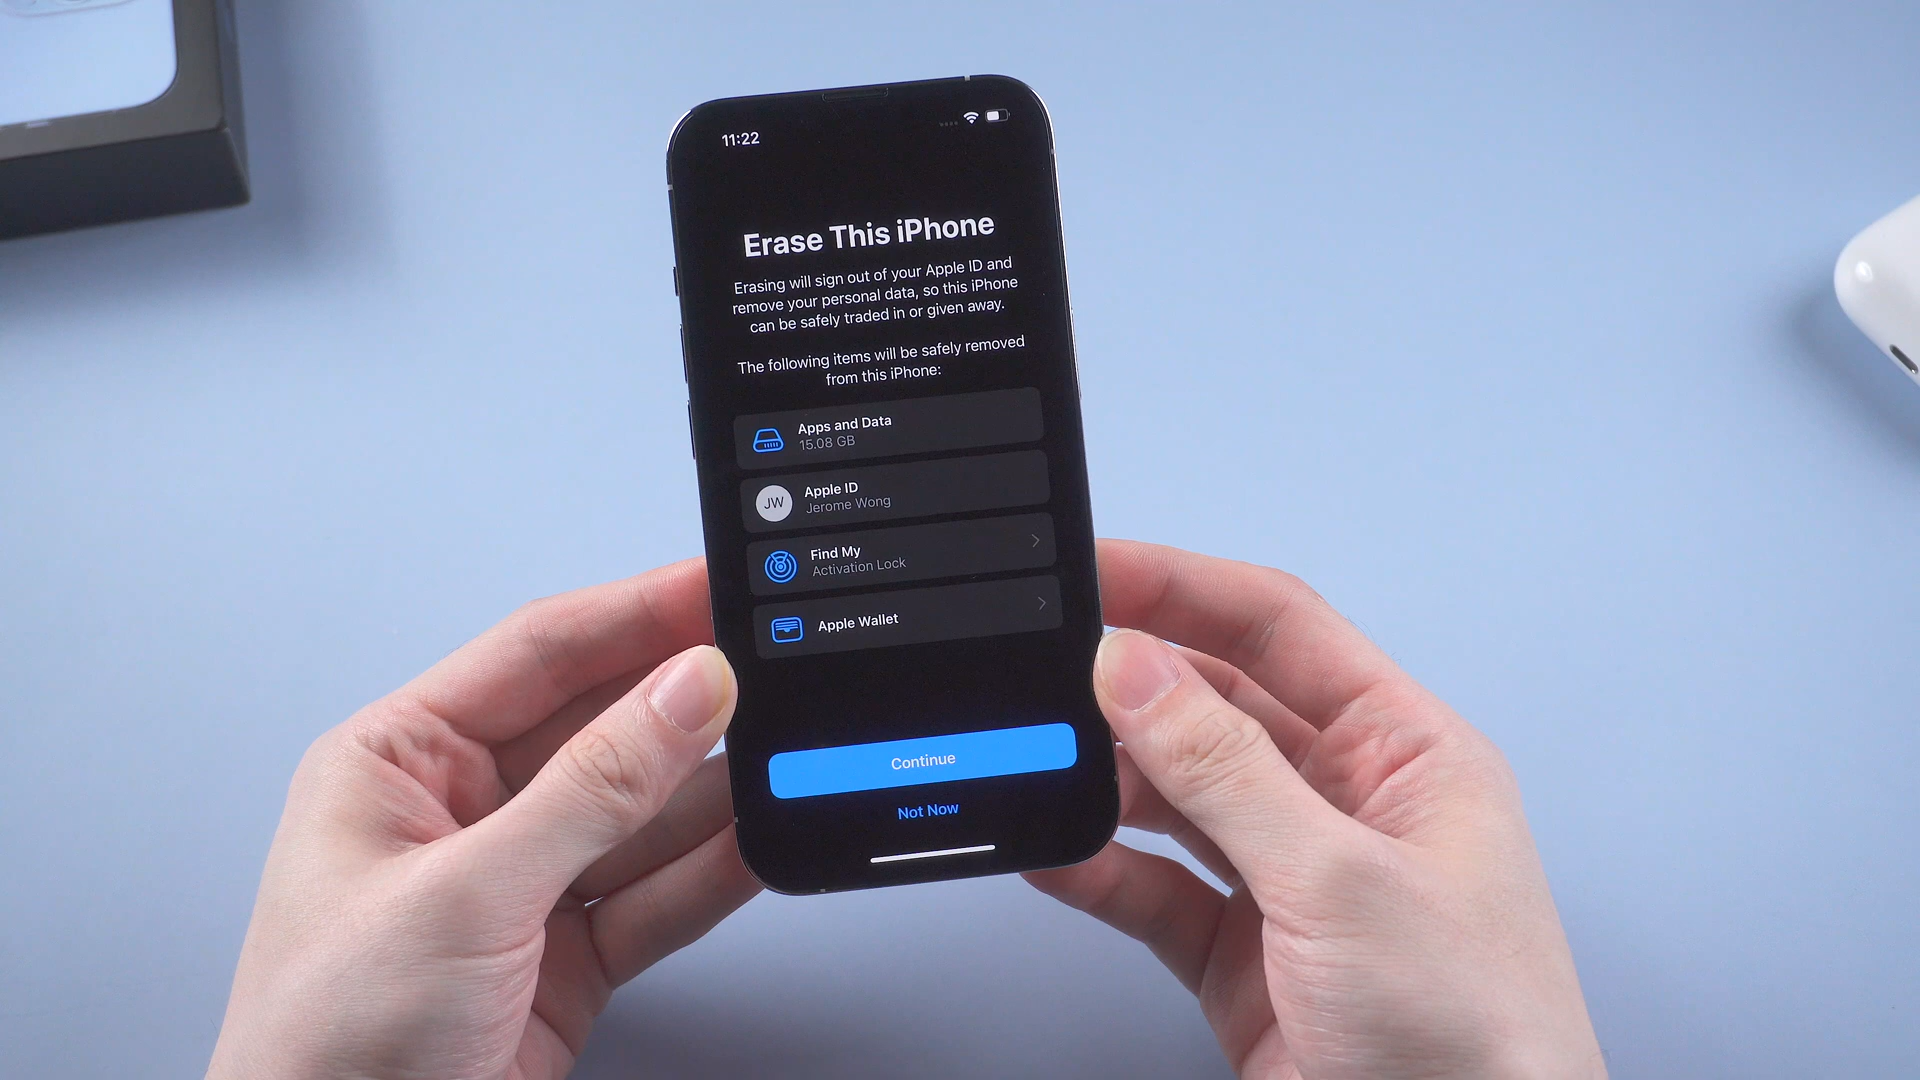 11:22
Erase This iPhone
Erasing will sign out of your Apple ID and
remove your personal data, so this iPhone
can be safely traded in or given away.
The following items will be safely removed
from this iPhone:
Apps and Data
15.08 GB
JW
Apple ID
Jerome Wong
Find My
Activation Lock
Apple Wallet
Continue
Not Now